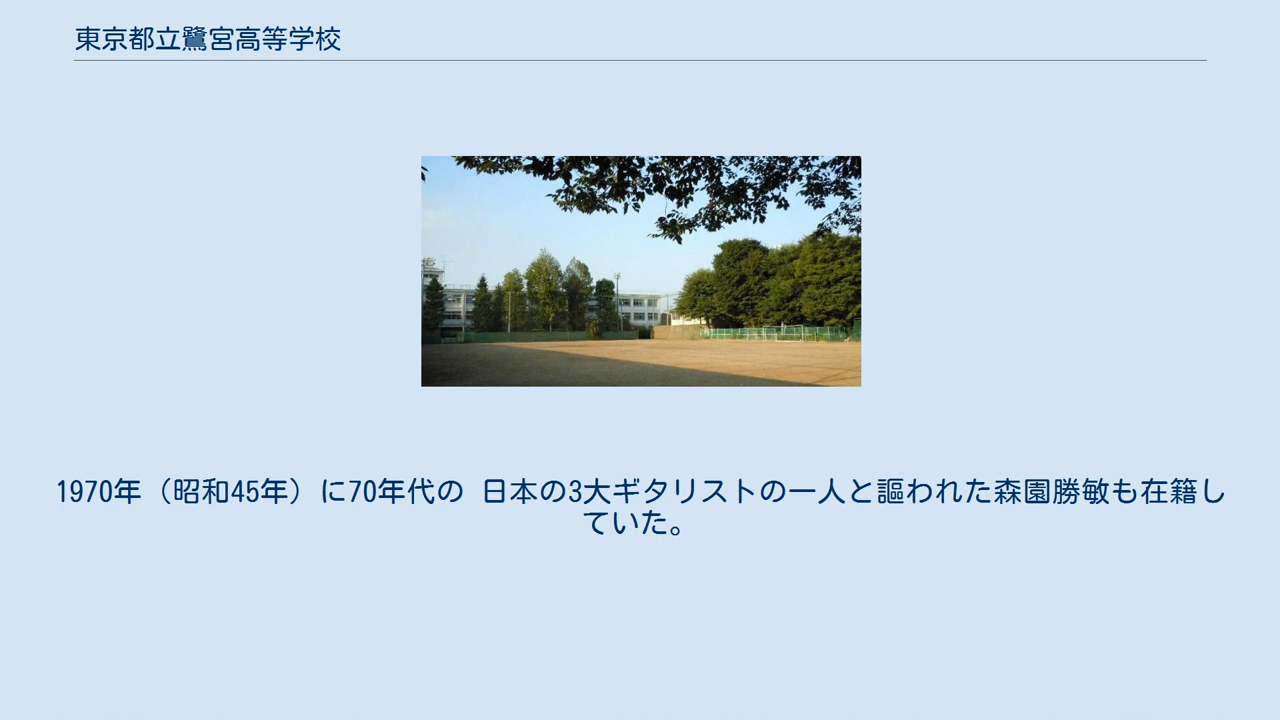 東京都立鷺宮高等学校
1970年（昭和45年）に70年代の 日本の3大ギタリストの一人と謳われた森園勝敏も在籍し
ていた。